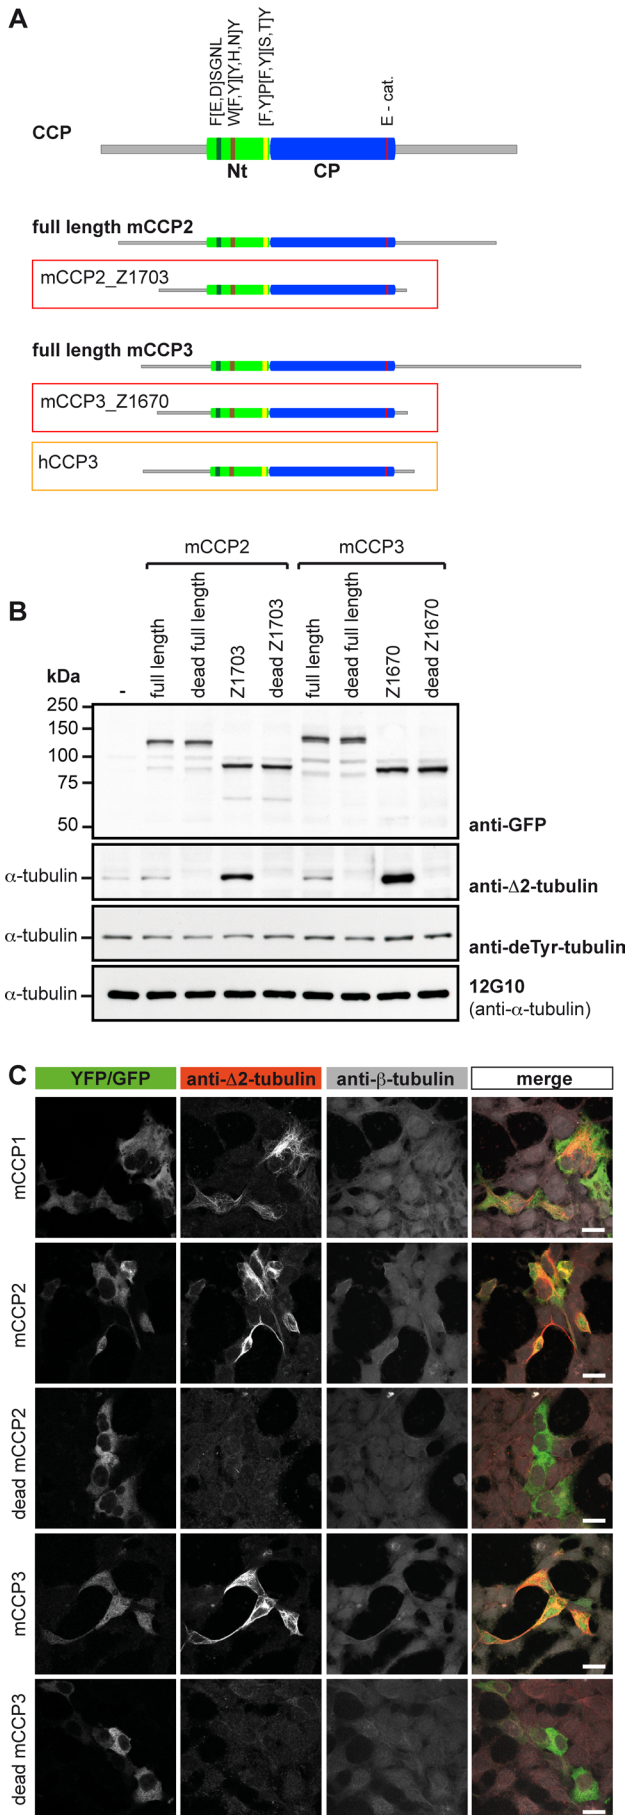 A
F[E,D]SGNL
W[F,Y][Y,H,N]Y
[F,Y]P[F,Y][S,T]Y
E - cat.
CCP
Nt
CP
full length mCCP2
mCCP2_Z1703
full length mCCP3
mCCP3_Z1670
hCCP3
B
mCCP2
mCCP3
kDa
-
full length
dead full length
Z1703
dead Z1703
full length
dead full length
Z1670
dead Z1670
250
150
100
75
50
anti-GFP
α-tubulin
anti-Δ2-tubulin
α-tubulin
anti-deTyr-tubulin
α-tubulin
12G10
(anti-α-tubulin)
C
YFP/GFP
anti-Δ2-tubulin
anti-β-tubulin
merge
mCCP1
mCCP2
dead mCCP2
mCCP3
dead mCCP3